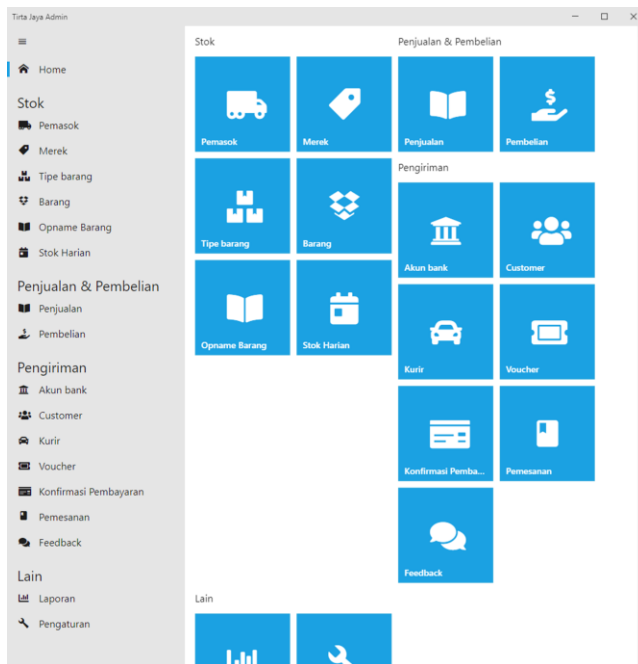 Tirta Jaya Admin
Home
Stok
Pemasok
Merek
Tipe barang
Barang
Opname Barang
Stok Harian
Penjualan & Pembelian
Penjualan
Pembelian
Pengiriman
Akun bank
Customer
Kurir
Voucher
Konfirmasi Pembayaran
Pemesanan
Feedback
Lain
Laporan
Pengaturan
Stok
Pemasok
Merek
Tipe barang
Barang
Opname Barang
Stok Harian
Penjualan & Pembelian
Penjualan
Pembelian
Pengiriman
Akun bank
Customer
Kurir
Voucher
Konfirmasi Pemba...
Pemesanan
Feedback
Lain